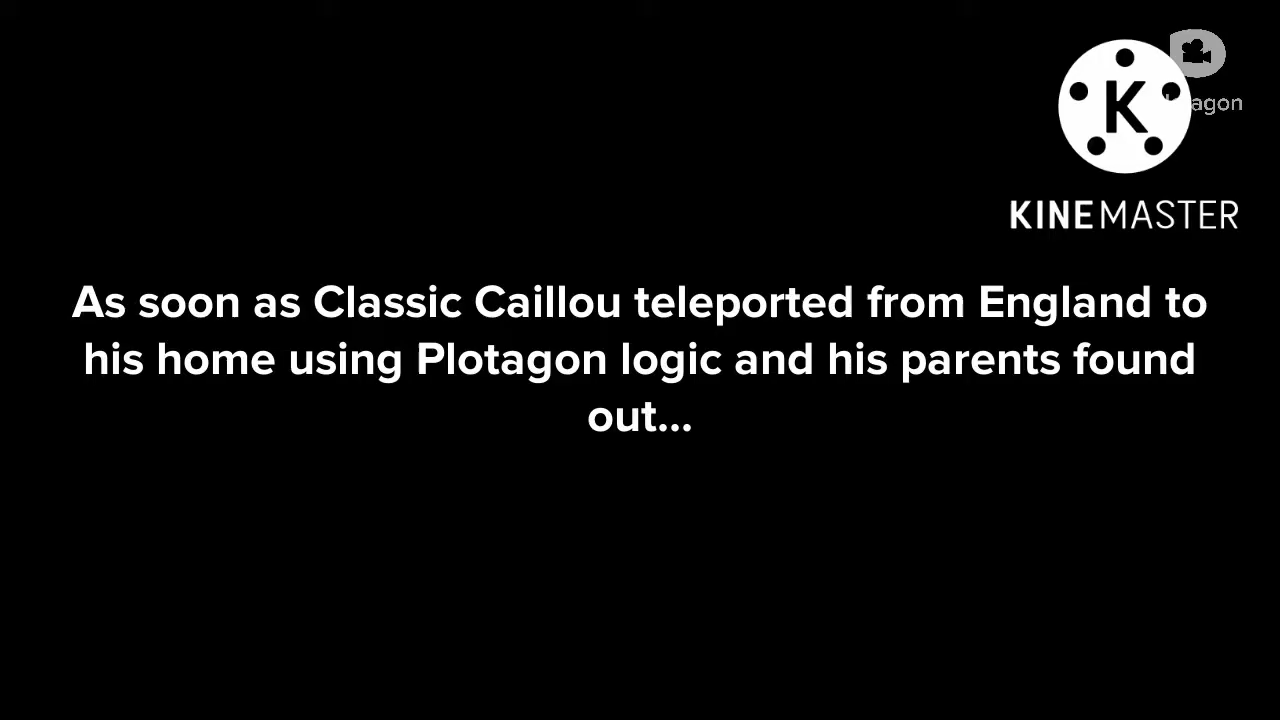 K
agon
KINEMASTER
As soon as Classic Caillou teleported from England to
his home using Plotagon logic and his parents found
out...